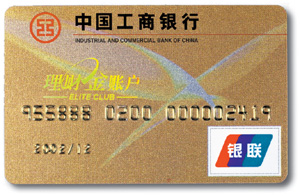 中国工商银行
INDUSTRIAL AND COMMERCIAL BANK OF CHINA
理财金账户
ELITE CLUB
955888 0200 000002419
2002/12
银联